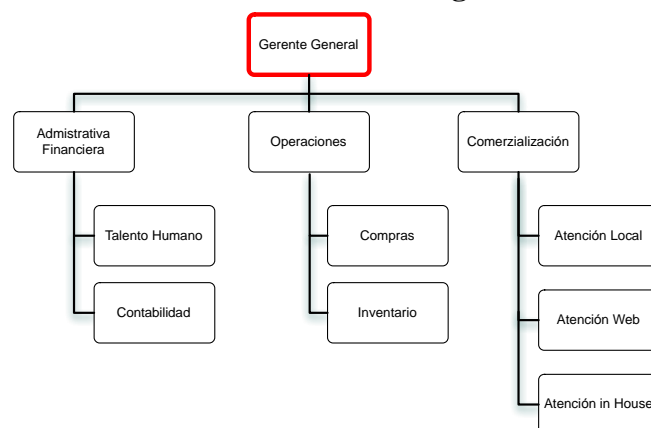 Gerente General
Admistrativa
Financiera
Operaciones
Comerzialización
Talento Humano
Compras
Atención Local
Contabilidad
Inventario
Atención Web
Atención in House